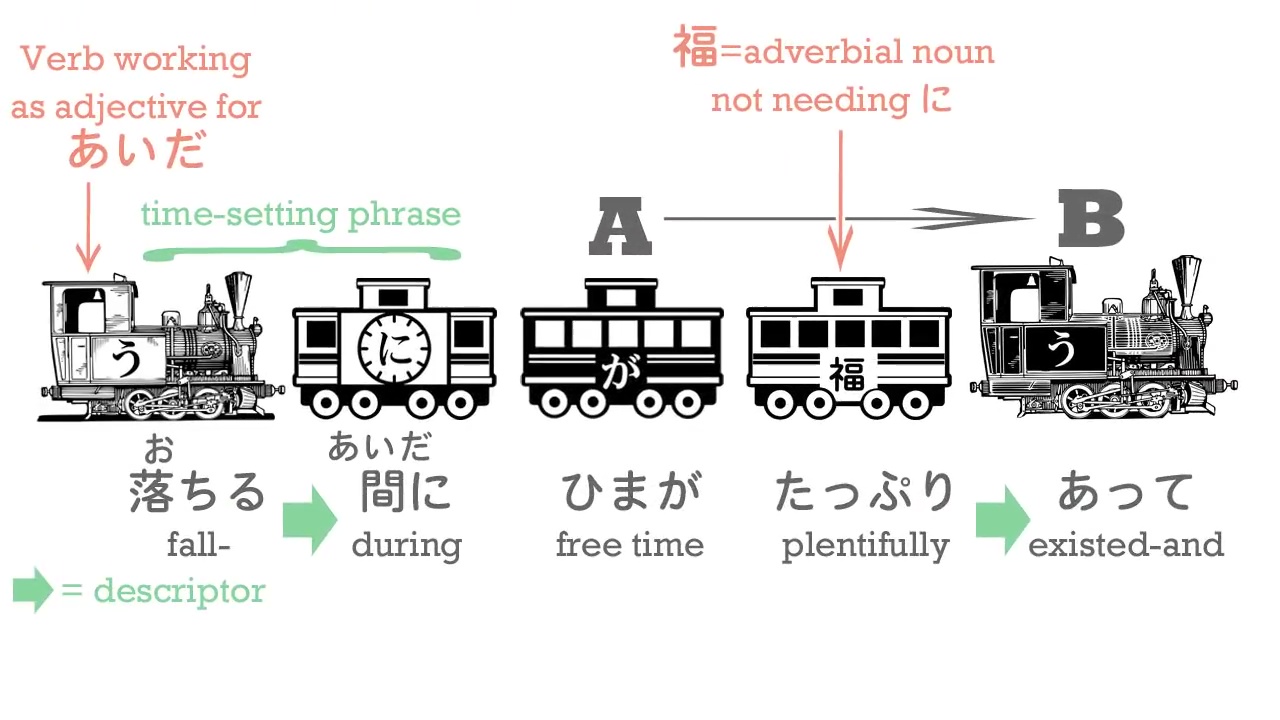 Verb working
as adjective for
あいだ
福=adverbial noun
not needing に
time-setting phrase
A
B
う
に
が
福
う
お
落ちる
fall-
あいだ
間に
during
ひまが
free time
たっぷり
plentifully
あって
existed-and
= descriptor